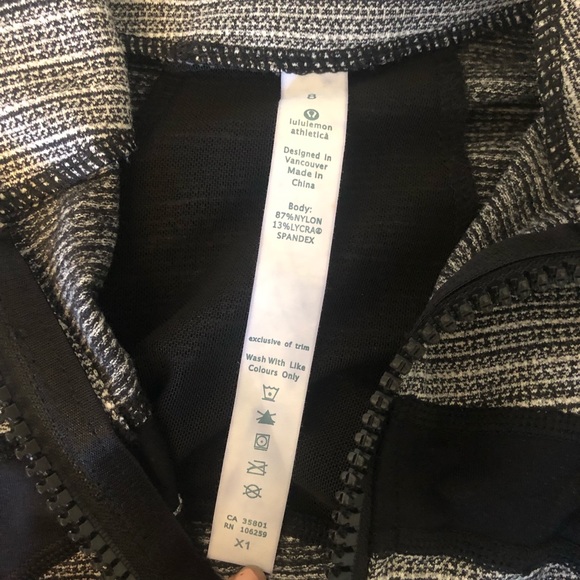 8
lululemon
athletica
Designed in
Vancouver
Made in
China
Body:
87%NYLON
13%LYCRA®
SPANDEX
exclusive of trim
Wash With Like
Colours Only
CA 35801
RN 106259
X1